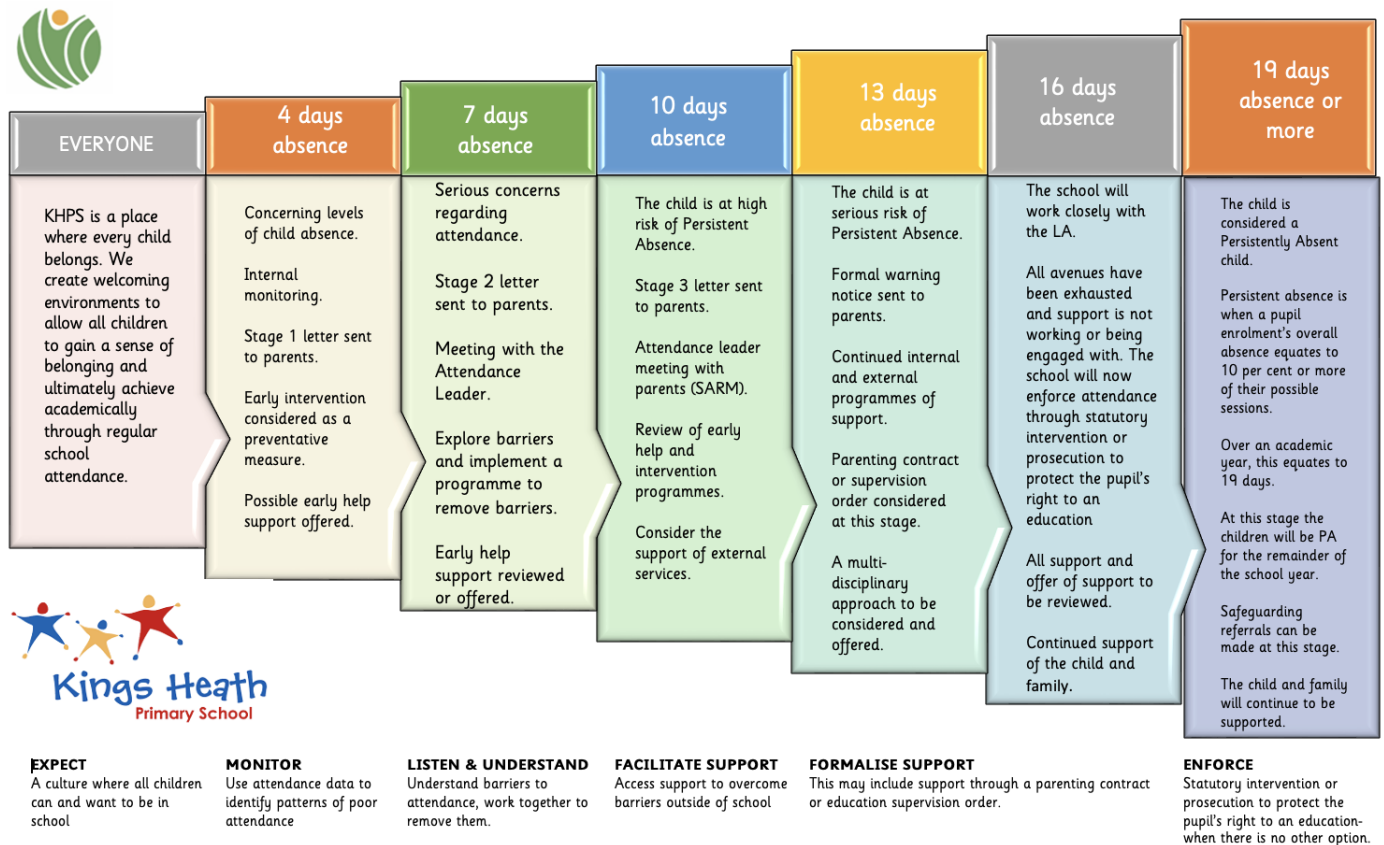 EVERYONE
KHPS is a place
where every child
belongs. We
create welcoming
environments to
allow all children
to gain a sense of
belonging and
ultimately achieve
academically
through regular
school
attendance.
4 days
absence
Concerning levels
of child absence.
Internal
monitoring.
Stage 1 letter sent
to parents.
Early intervention
considered as a
preventative
measure.
Possible early help
support offered.
7 days
absence
Serious concerns
regarding
attendance.
Stage 2 letter
sent to parents.
Meeting with the
Attendance
Leader.
Explore barriers
and implement a
programme to
remove barriers.
Early help
support reviewed
or offered.
10 days
absence
The child is at high
risk of Persistent
Absence.
Stage 3 letter sent
to parents.
Attendance leader
meeting with
parents (SARM).
Review of early
help and
intervention
programmes.
Consider the
support of external
services.
13 days
absence
The child is at
serious risk of
Persistent Absence.
Formal warning
notice sent to
parents.
Continued internal
and external
programmes of
support.
Parenting contract
or supervision
order considered
at this stage.
A multi-
disciplinary
approach to be
considered and
offered.
16 days
absence
The school will
work closely with
the LA.
All avenues have
been exhausted
and support is not
working or being
engaged with. The
school will now
enforce attendance
through statutory
intervention or
prosecution to
protect the pupil's
right to an
education
All support and
offer of support to
be reviewed.
Continued support
of the child and
family.
19 days
absence or
more
The child is
considered a
Persistently Absent
child.
Persistent absence is
when a pupil
enrolment's overall
absence equates to
10 per cent or more
of their possible
sessions.
Over an academic
year, this equates to
19 days.
At this stage the
children will be PA
for the remainder of
the school year.
Safeguarding
referrals can be
made at this stage.
The child and family
will continue to be
supported.
Kings Heath
Primary School
EXPECT
A culture where all children
can and want to be in
school
MONITOR
Use attendance data to
identify patterns of poor
attendance
LISTEN & UNDERSTAND
Understand barriers to
attendance, work together to
remove them.
FACILITATE SUPPORT
Access support to overcome
barriers outside of school
FORMALISE SUPPORT
This may include support through a parenting contract
or education supervision order.
ENFORCE
Statutory intervention or
prosecution to protect the
pupil's right to an education-
when there is no other option.